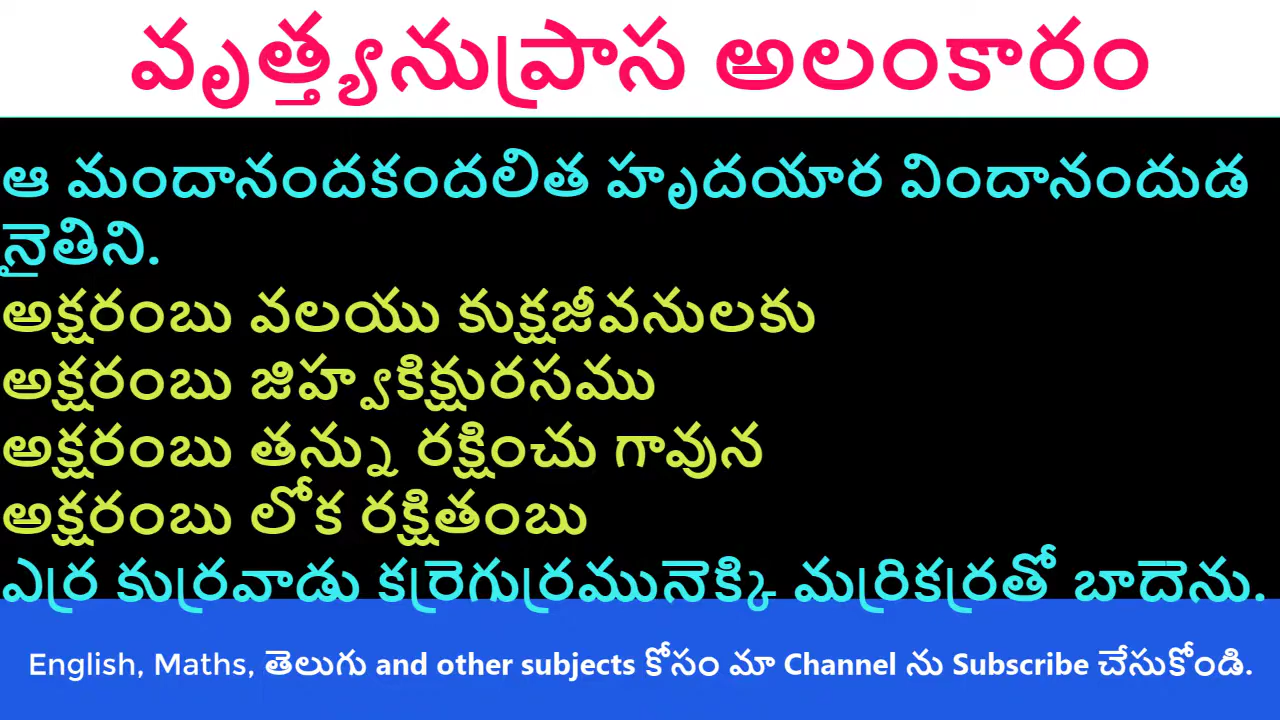 వృత్త్యనుప్రాస అలంకారం
ఆ మందానందకందలిత హృదయార విందానందుడ
నైతిని.
అక్షరంబు వలయు కుక్షజీవనులకు
అక్షరంబు జిహ్వకిక్షురసము
అక్షరంబు తన్ను రక్షించు గావున
అక్షరంబు లోక రక్షితంబు
ఎర్ర కుర్రవాడు కర్రెగుర్రమునెక్కి మర్రికర్రతో బాదెను.
English, Maths, తెలుగు and other subjects కోసం మా Channel ను Subscribe చేసుకోండి.